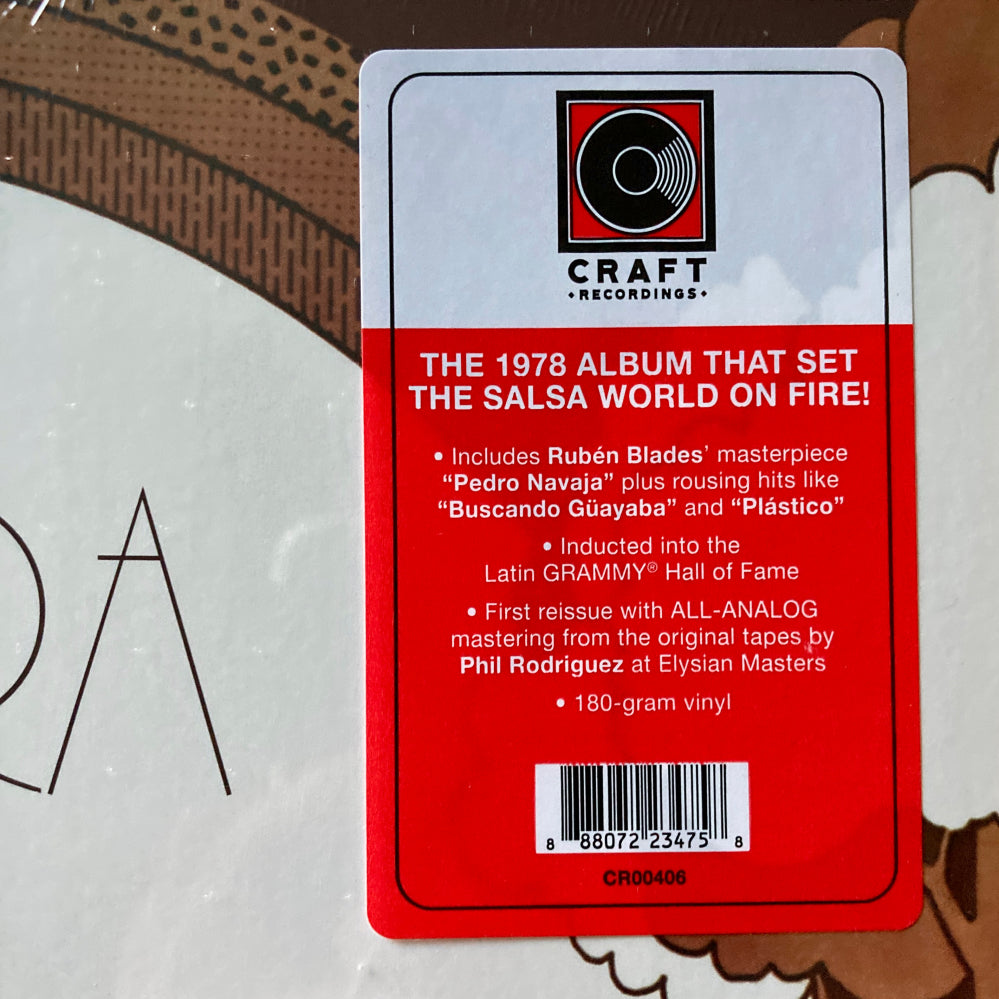 CRAFT
RECORDINGS
THE 1978 ALBUM THAT SET
THE SALSA WORLD ON FIRE!
• Includes Rubén Blades’ masterpiece
“Pedro Navaja” plus rousing hits like
“Buscando Güayaba” and “Plástico”
• Inducted into the
Latin GRAMMY® Hall of Fame
• First reissue with ALL-ANALOG
mastering from the original tapes by
Phil Rodriguez at Elysian Masters
• 180-gram vinyl
8 88072 23475 8
CR00406
RA